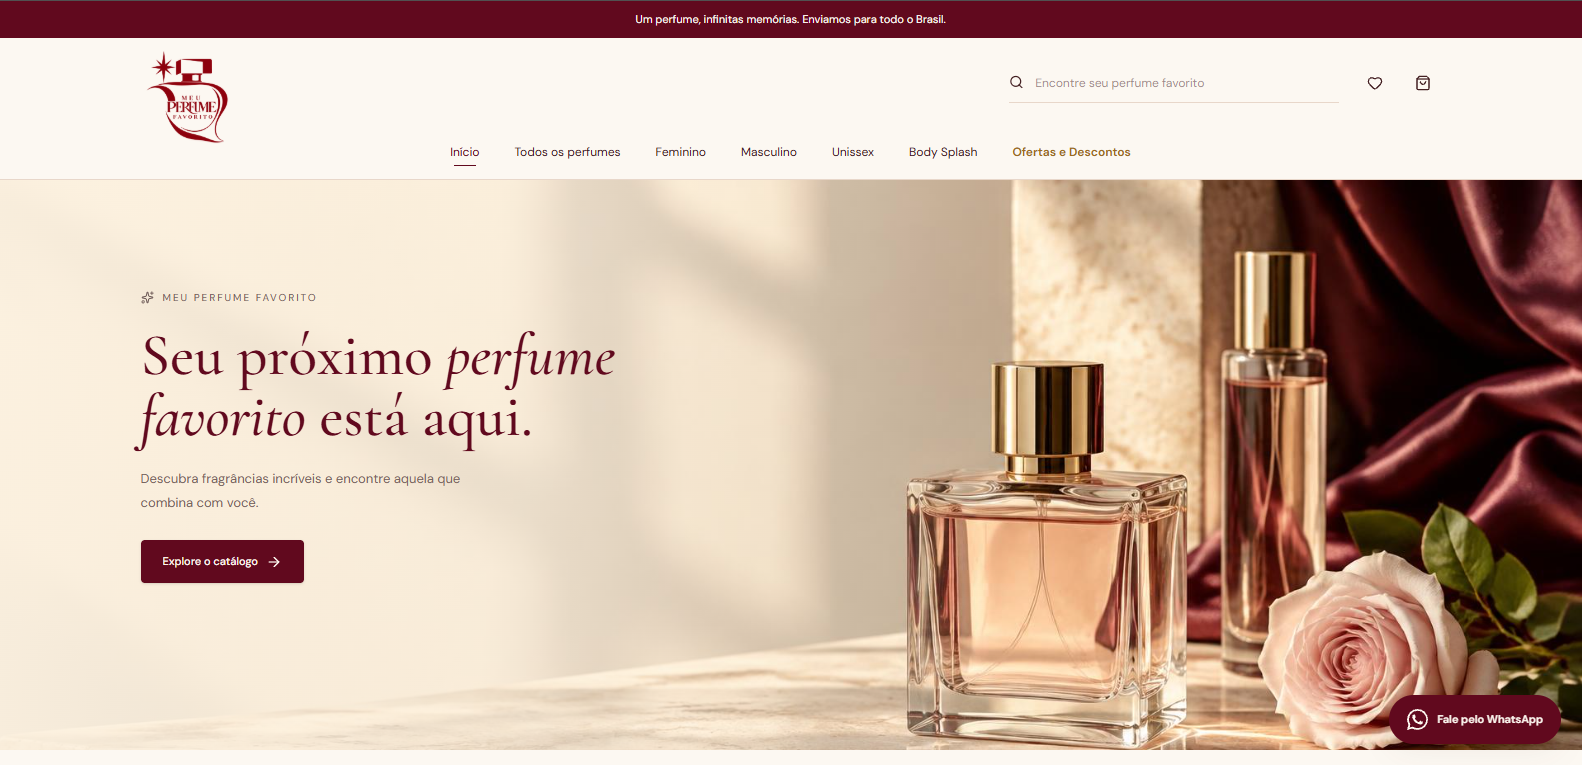 Um perfume, infinitas memórias. Enviamos para todo o Brasil.
MEU
PERFUME
FAVORITO
Encontre seu perfume favorito
Início Todos os perfumes Feminino Masculino Unissex Body Splash Ofertas e Descontos
MEU PERFUME FAVORITO
Seu próximo perfume
favorito está aqui.
Descubra fragrâncias incríveis e encontre aquela que
combina com você.
Explore o catálogo
Fale pelo WhatsApp